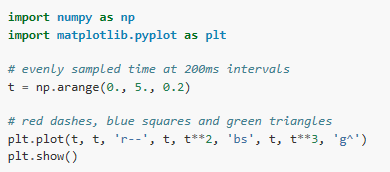 import numpy as np
import matplotlib.pyplot as plt
# evenly sampled time at 200ms intervals
t = np.arange(0., 5., 0.2)
# red dashes, blue squares and green triangles
plt.plot(t, t, 'r--', t, t**2, 'bs', t, t**3, 'g^')
plt.show()